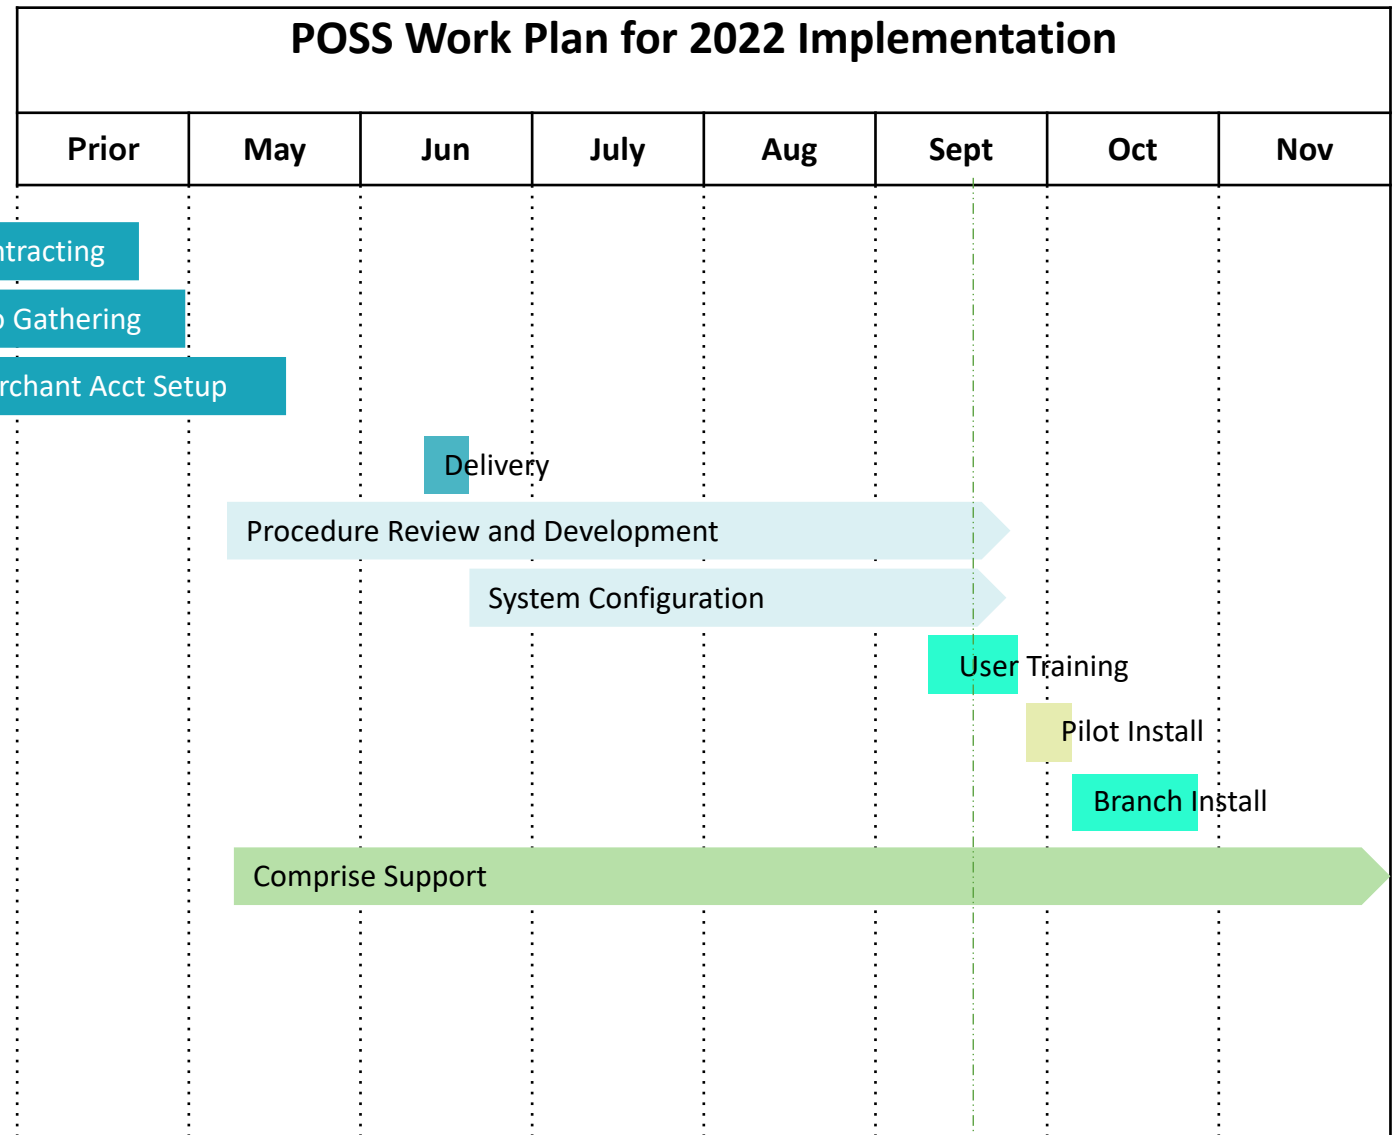 POSS Work Plan for 2022 Implementation
Prior May Jun July Aug Sept Oct Nov
ntracting
Gathering
rchant Acct Setup
Delivery
Procedure Review and Development
System Configuration
User Training
Pilot Install
Branch Install
Comprise Support